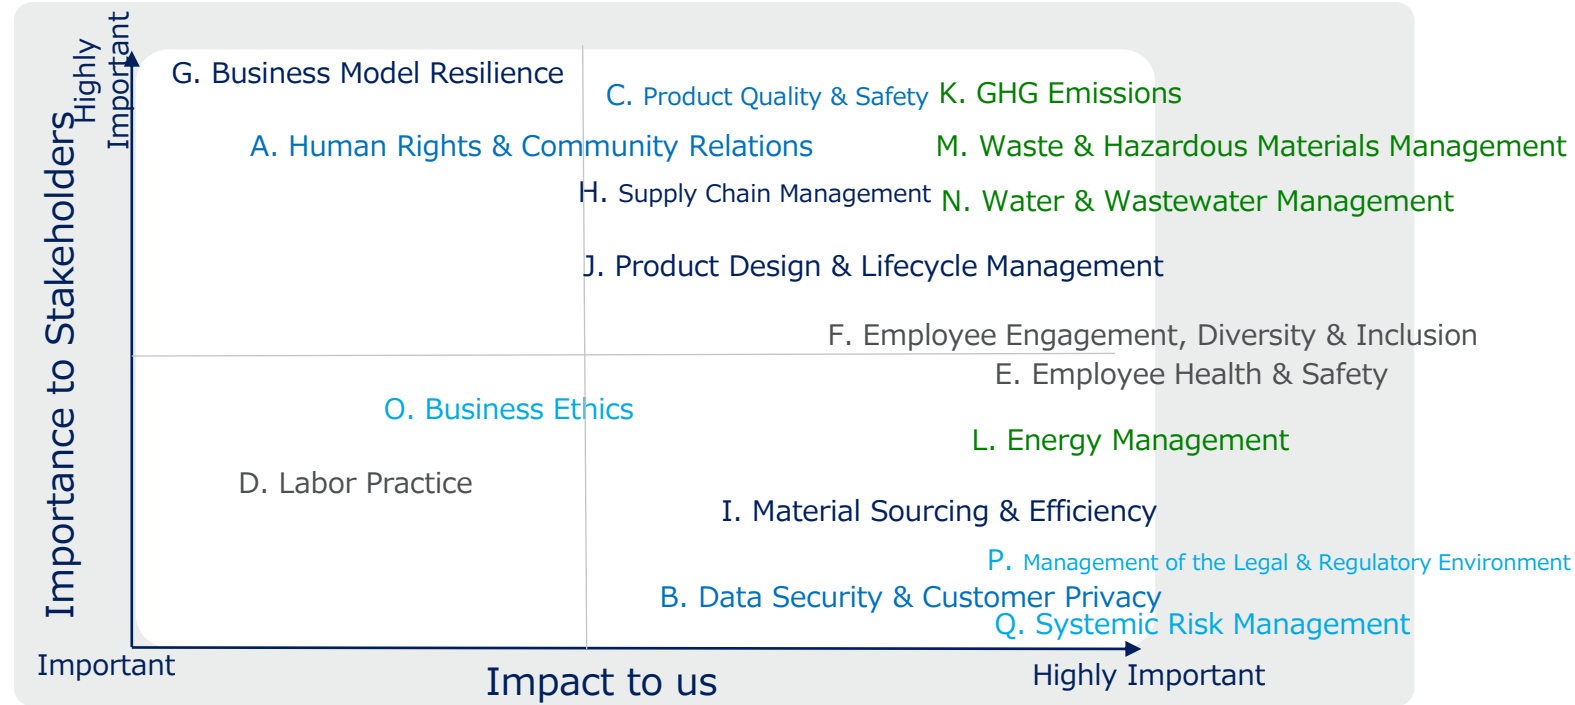 Highly
Important
Importance to Stakeholders
G. Business Model Resilience
C. Product Quality & Safety
K. GHG Emissions
A. Human Rights & Community Relations
M. Waste & Hazardous Materials Management
H. Supply Chain Management
N. Water & Wastewater Management
J. Product Design & Lifecycle Management
F. Employee Engagement, Diversity & Inclusion
E. Employee Health & Safety
O. Business Ethics
L. Energy Management
D. Labor Practice
I. Material Sourcing & Efficiency
P. Management of the Legal & Regulatory Environment
B. Data Security & Customer Privacy
Q. Systemic Risk Management
Important
Impact to us
Highly Important